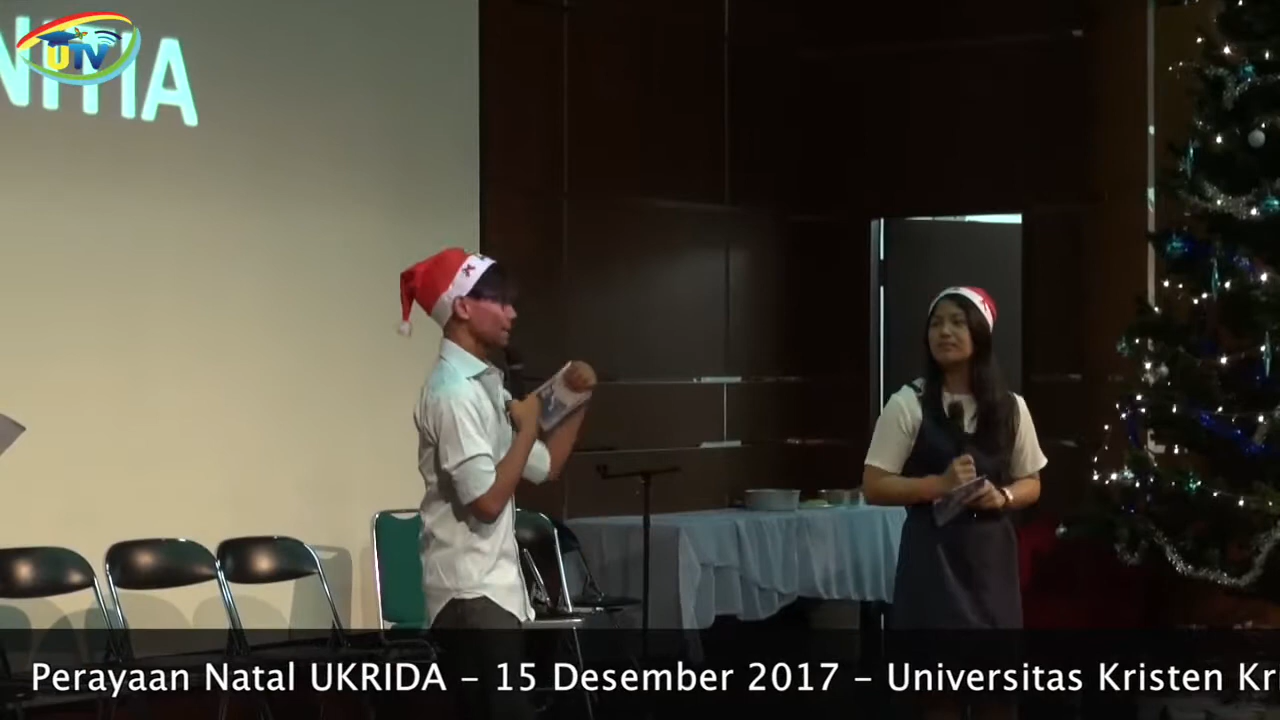 NITIA
UTV
Perayaan Natal UKRIDA - 15 Desember 2017 - Universitas Kristen Kr